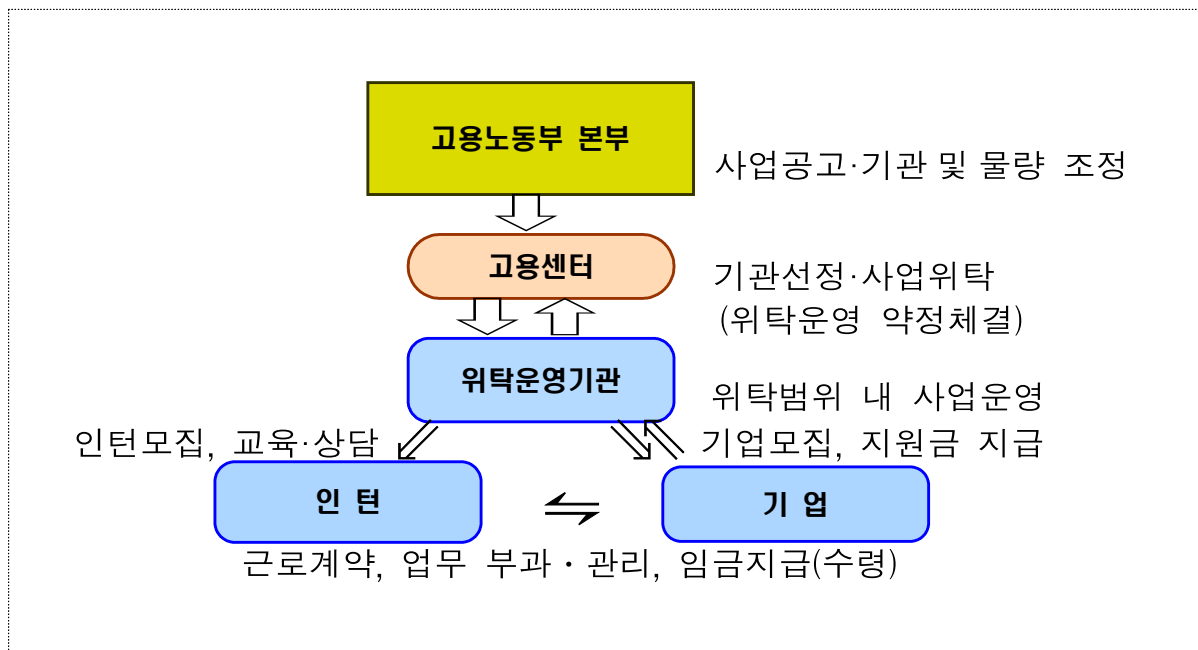 고용노동부 본부
사업공고·기관 및 물량 조정
고용센터
기관선정·사업위탁
(위탁운영 약정체결)
위탁운영기관
위탁범위 내 사업운영
인턴모집, 교육·상담
기업모집, 지원금 지급
인 턴
기 업
근로계약, 업무 부과·관리, 임금지급(수령)